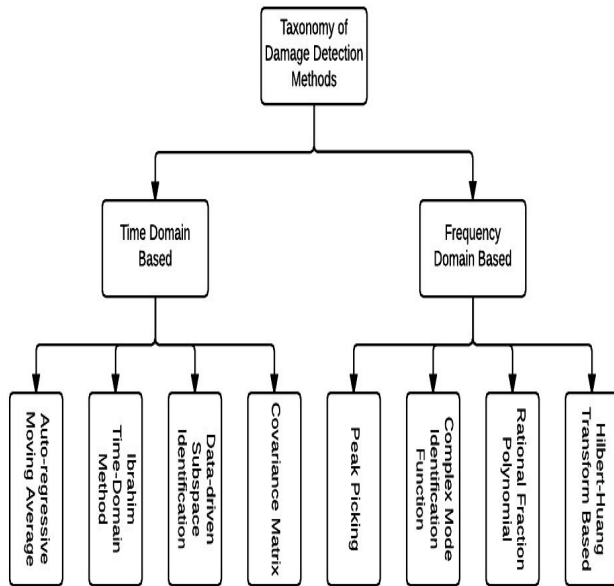 Taxonomy of
Damage Detection
Methods
Time Domain
Based
Frequency
Domain Based
Auto-regressive
Moving Average
Ibrahim
Time-Domain
Method
Data-driven
Subspace
Identification
Covariance Matrix
Peak Picking
Complex Mode
Identification
Function
Rational Fraction
Polynomial
Hilbert-Huang
Transform Based